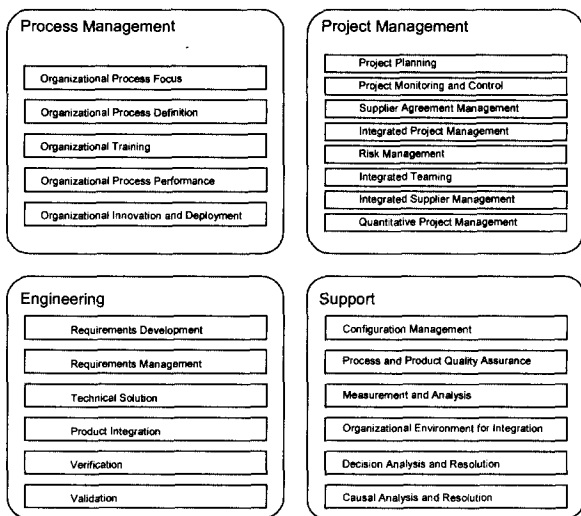 Process Management
Organizational Process Focus
Organizational Process Definition
Organizational Training
Organizational Process Performance
Organizational Innovation and Deployment
Project Management
Project Planning
Project Monitoring and Control
Supplier Agreement Management
Integrated Project Management
Risk Management
Integrated Teaming
Integrated Supplier Management
Quantitative Project Management
Engineering
Requirements Development
Requirements Management
Technical Solution
Product Integration
Verification
Validation
Support
Configuration Management
Process and Product Quality Assurance
Measurement and Analysis
Organizational Environment for Integration
Decision Analysis and Resolution
Causal Analysis and Resolution